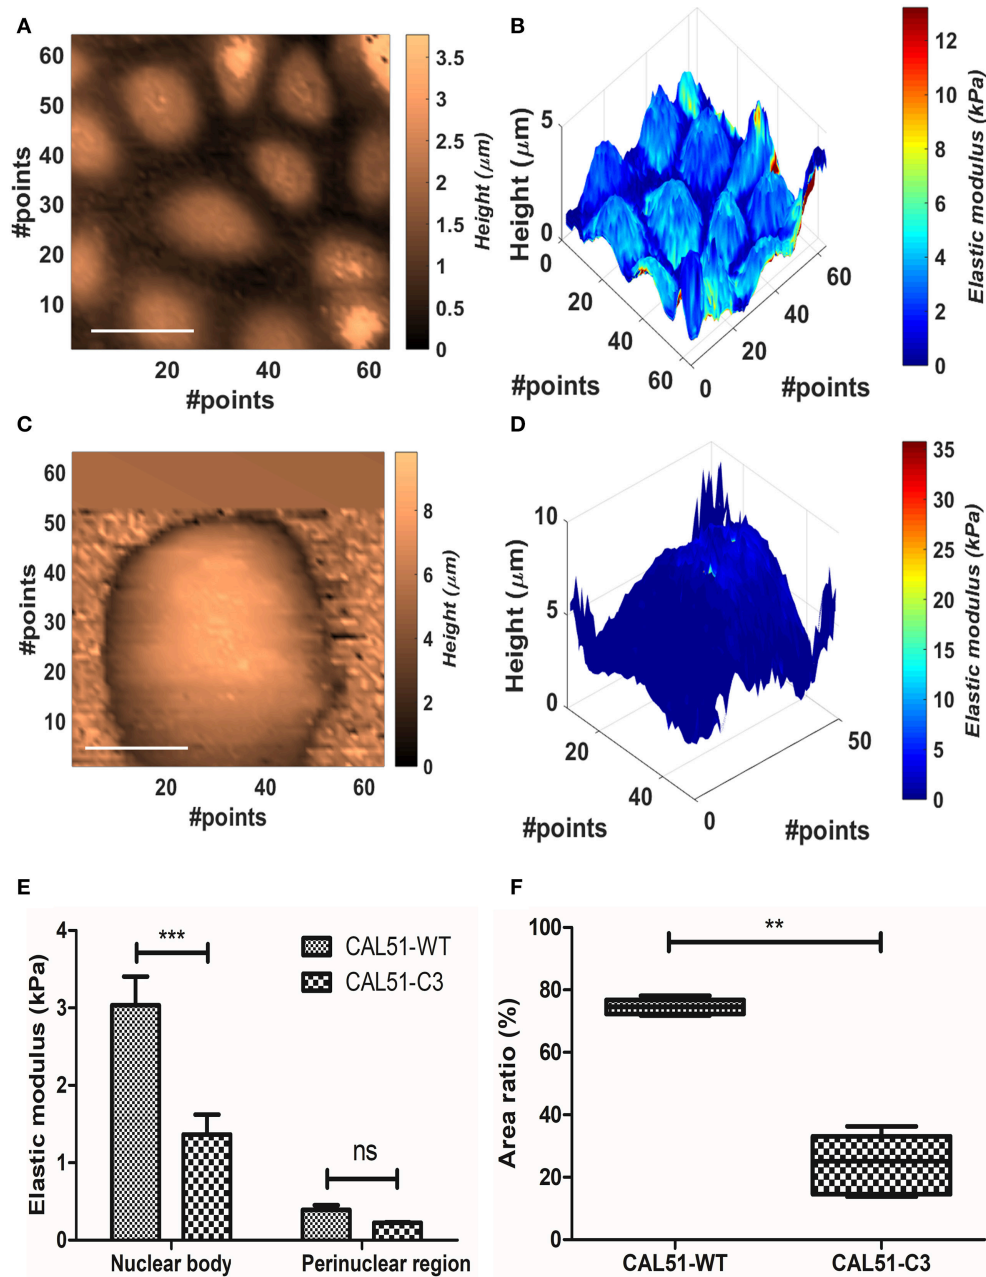 A
60
50
40
30
20
10
#points
20
40
60
#points
3.5
3
2.5
2
1.5
1
0.5
0
Height (μm)
B
5
0
Height (μm)
0
20
40
60
#points
0
20
40
60
#points
12
10
8
6
4
2
0
Elastic modulus (kPa)
C
60
50
40
30
20
10
#points
20
40
60
#points
8
6
4
2
0
Height (μm)
D
10
5
0
Height (μm)
20
40
#points
0
50
#points
35
30
25
20
15
10
5
0
Elastic modulus (kPa)
E
4
3
2
1
0
Elastic modulus (kPa)
***
ns
CAL51-WT
CAL51-C3
Nuclear body
Perinuclear region
F
100
80
60
40
20
0
Area ratio (%)
**
CAL51-WT
CAL51-C3